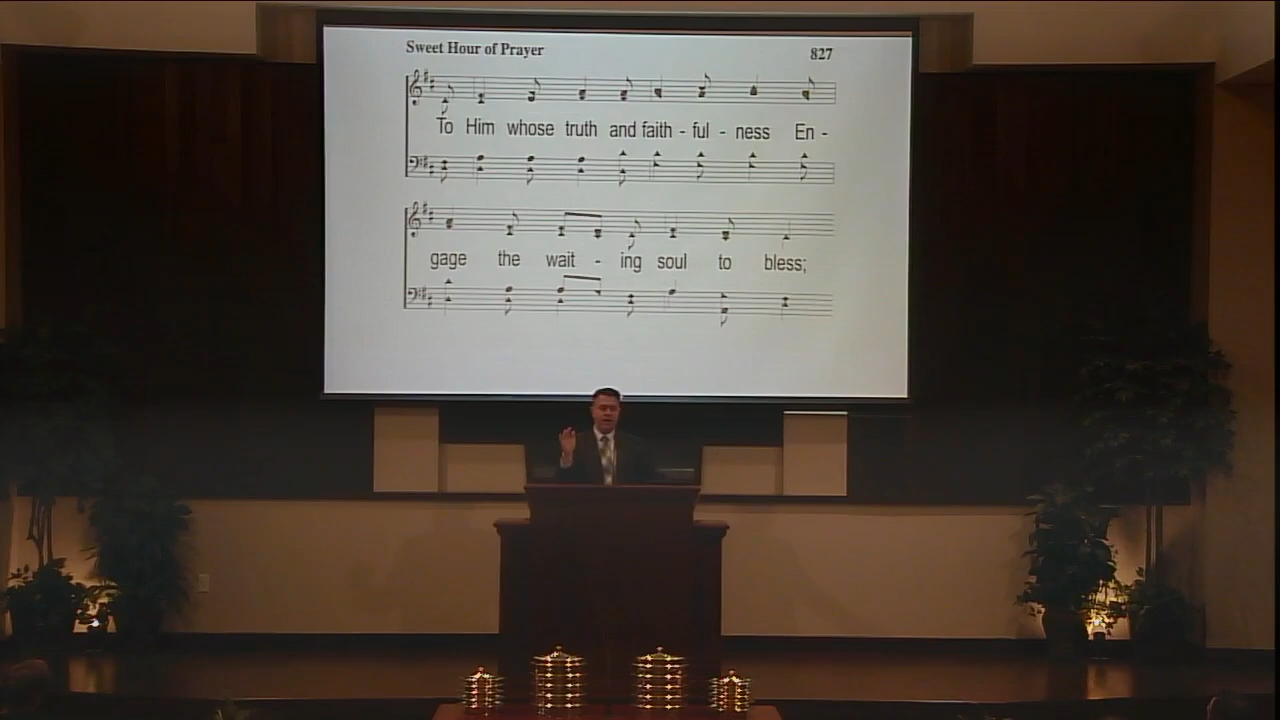 Sweet Hour of Prayer 827
To Him whose truth and faith - ful - ness En -
gage the wait - ing soul to bless;